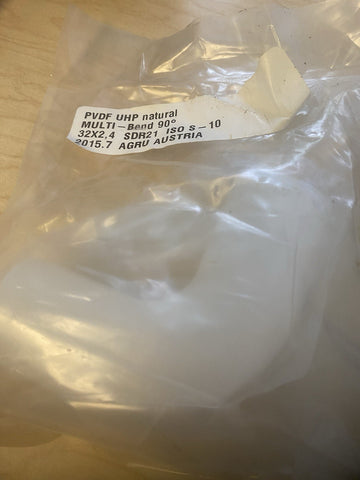 PVDF UHP natural
MULTI-Bend 90°
32X2,4 SDR21 ISO S-10
2015.7 AGRU AUSTRIA